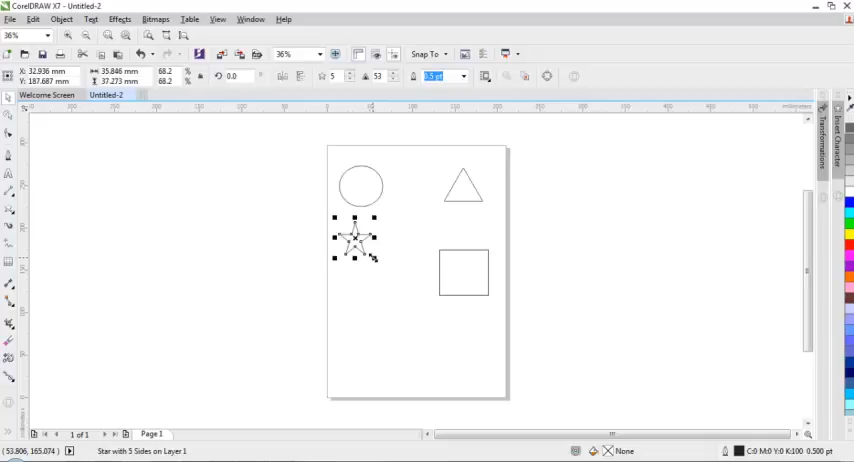 CorelDRAW X7 - Untitled-2
File Edit Object Text Effects Bitmaps Table Tools Window Help
36%
36% Snap To
X: 32.936 mm 35.846 mm 68.2 % 0.0 ° 5 53 0.5 pt
Y: 187.687 mm 37.273 mm 68.2 %
Welcome Screen Untitled-2
millimeters
Transformations
Insert Character
1 of 1 Page 1
( 53.806, 165.074 ) Star with 5 Sides on Layer 1 None C:0 M:0 Y:0 K:100 0.500 pt